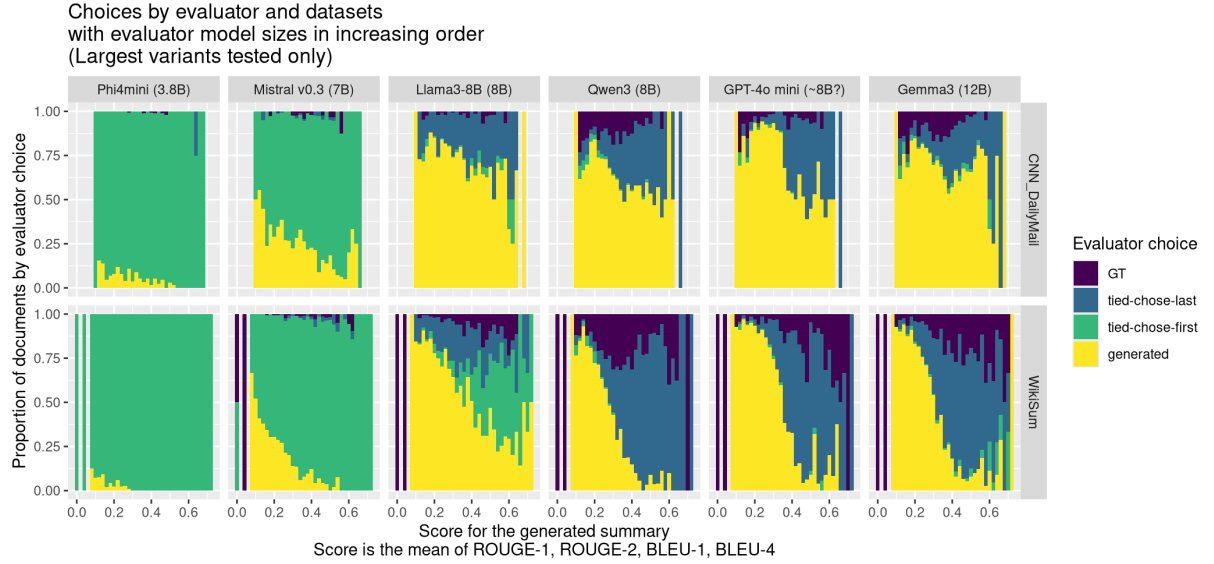 Choices by evaluator and datasets
with evaluator model sizes in increasing order
(Largest variants tested only)
Phi4mini (3.8B)
Mistral v0.3 (7B)
Llama3-8B (8B)
Qwen3 (8B)
GPT-4o mini (~8B?)
Gemma3 (12B)
Proportion of documents by evaluator choice
1.00
0.75
0.50
0.25
0.00
CNN_DailyMail
1.00
0.75
0.50
0.25
0.00
WikiSum
0.0 0.2 0.4 0.6
0.0 0.2 0.4 0.6
0.0 0.2 0.4 0.6
0.0 0.2 0.4 0.6
0.0 0.2 0.4 0.6
0.0 0.2 0.4 0.6
Score for the generated summary
Score is the mean of ROUGE-1, ROUGE-2, BLEU-1, BLEU-4
Evaluator choice
GT
tied-chose-last
tied-chose-first
generated